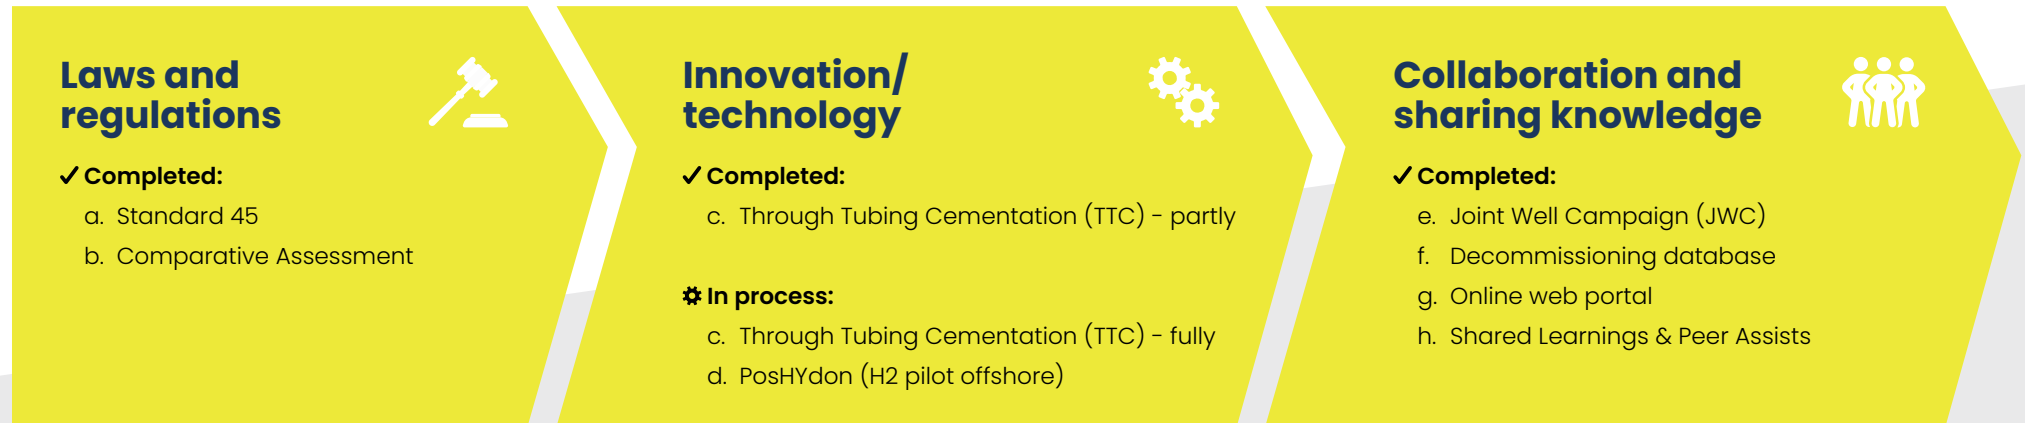 Laws and
regulations
✓ Completed:
a. Standard 45
b. Comparative Assessment
Innovation/
technology
✓ Completed:
c. Through Tubing Cementation (TTC) - partly
In process:
c. Through Tubing Cementation (TTC) - fully
d. PosHYdon (H2 pilot offshore)
Collaboration and
sharing knowledge
✓ Completed:
e. Joint Well Campaign (JWC)
f. Decommissioning database
g. Online web portal
h. Shared Learnings & Peer Assists